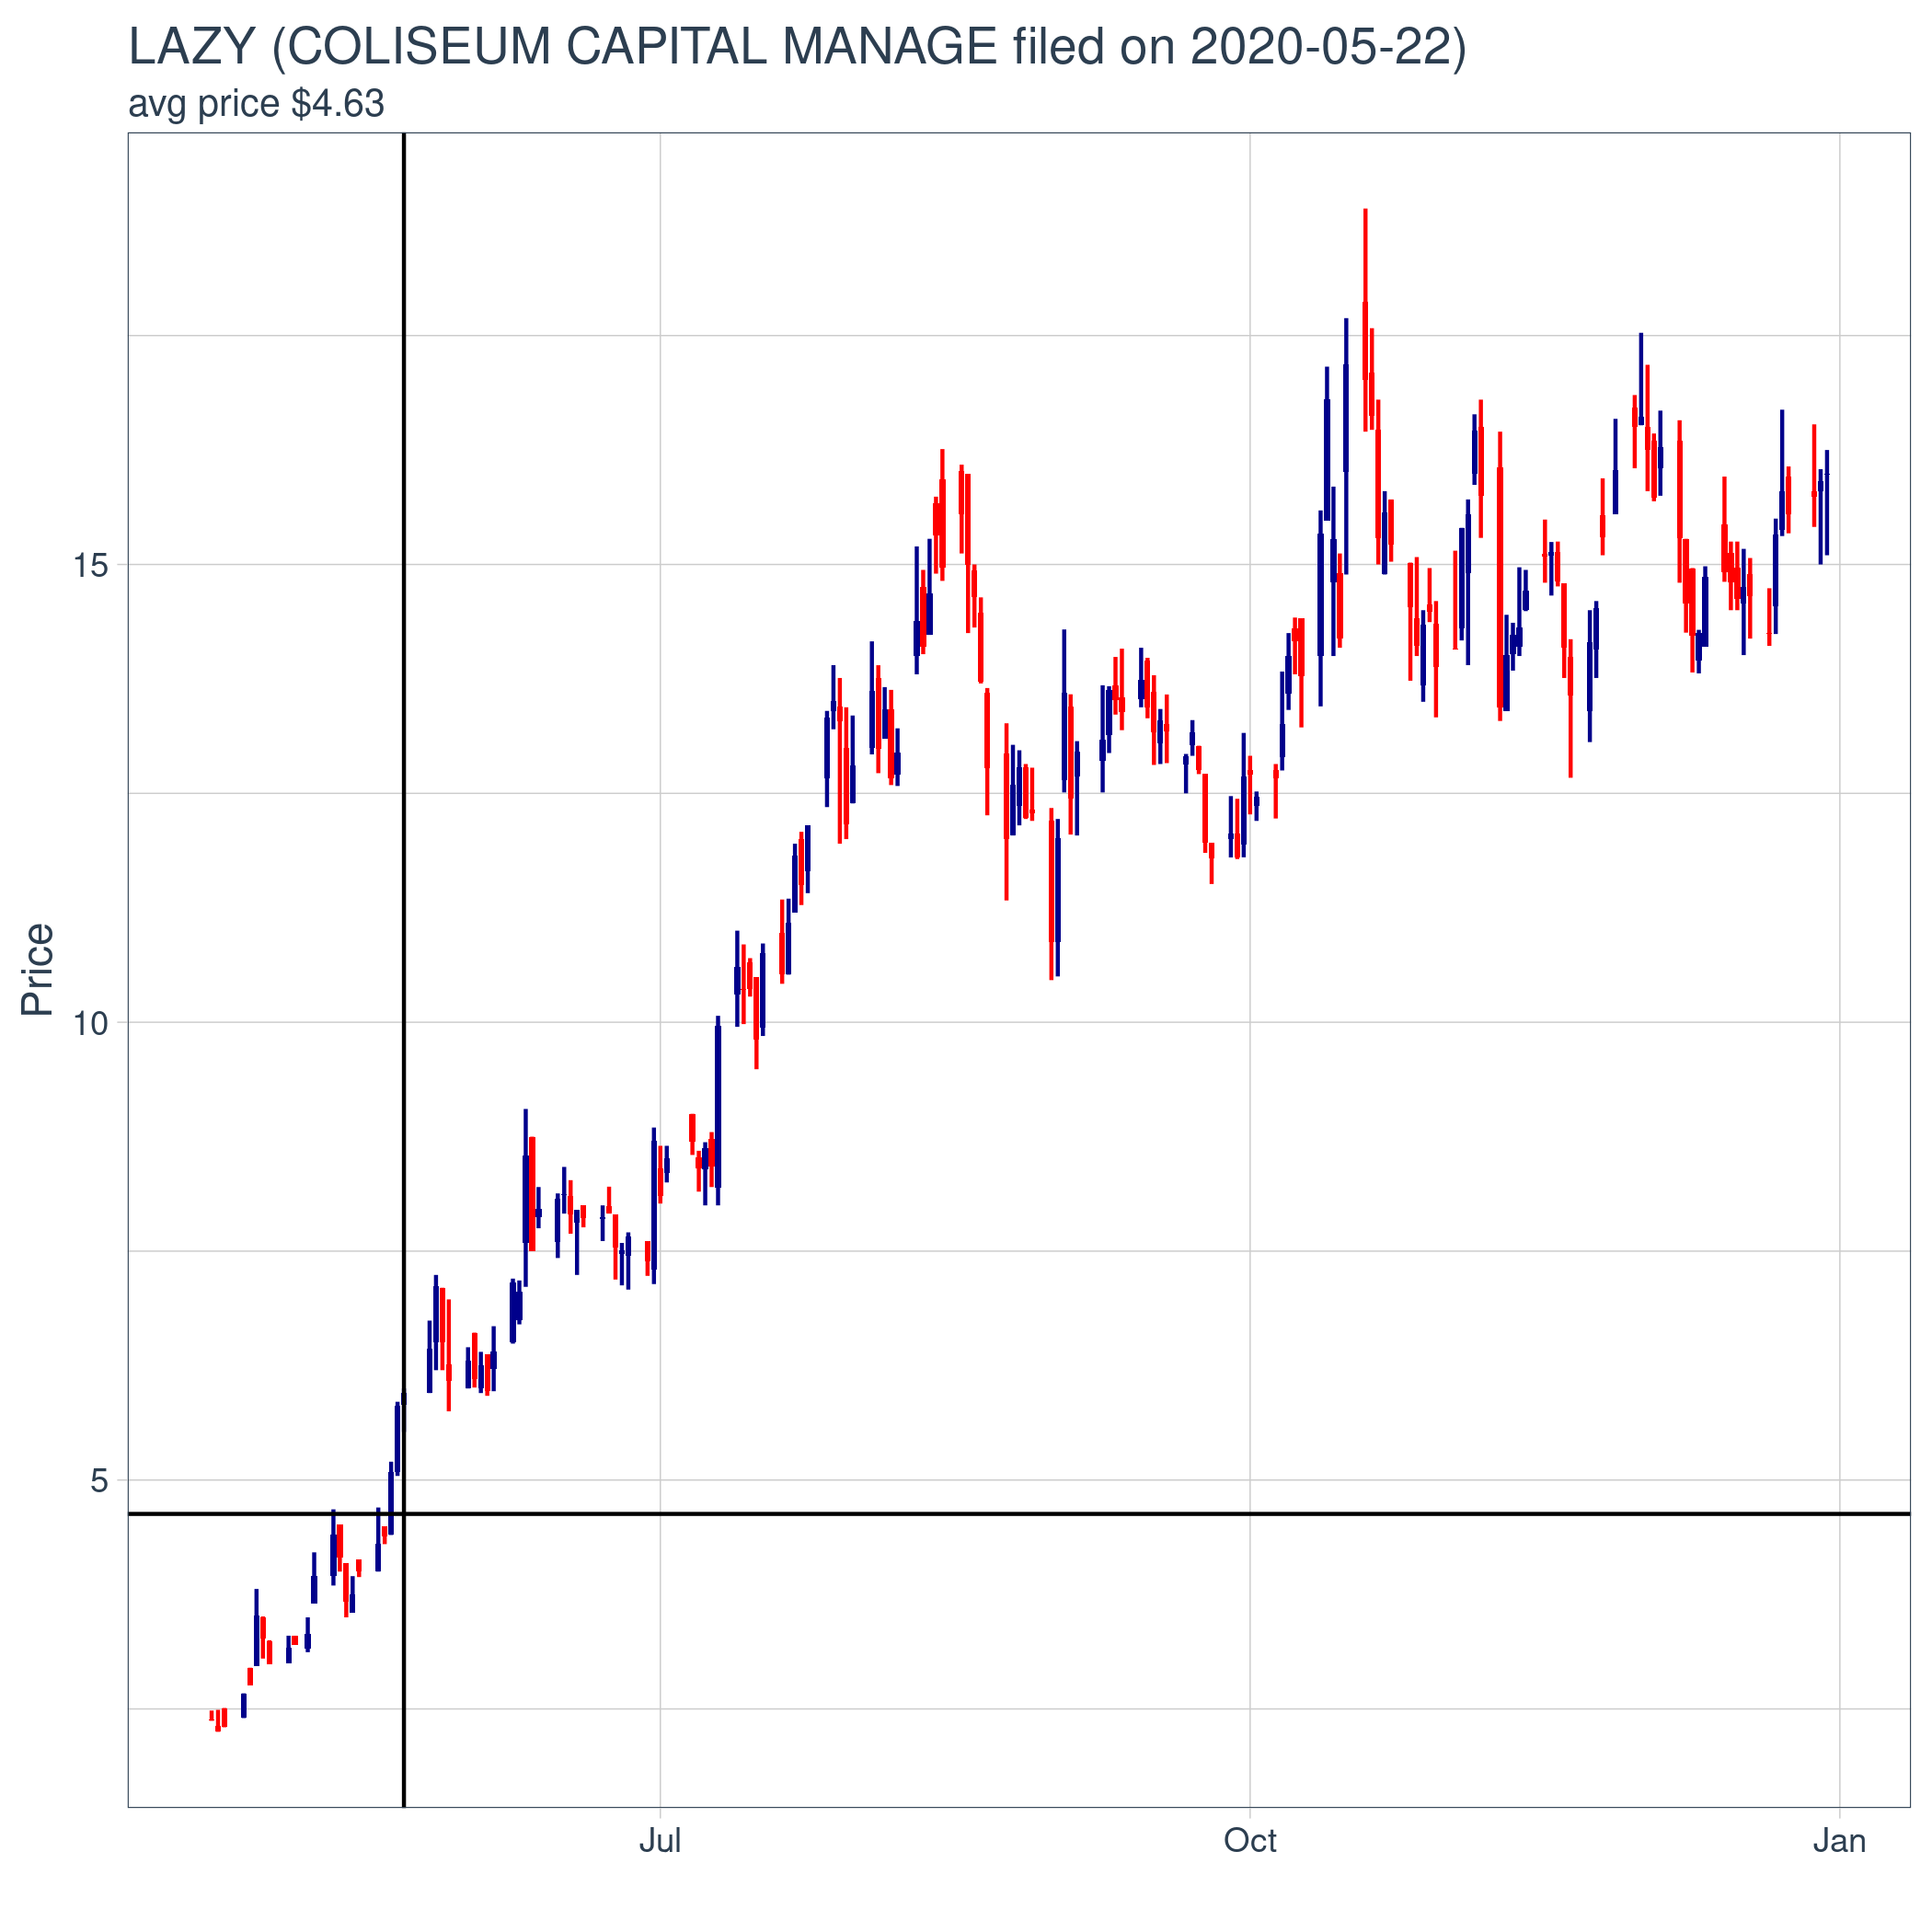 LAZY (COLISEUM CAPITAL MANAGE filed on 2020-05-22)
avg price $4.63
Price
15
10
5
Jul Oct Jan